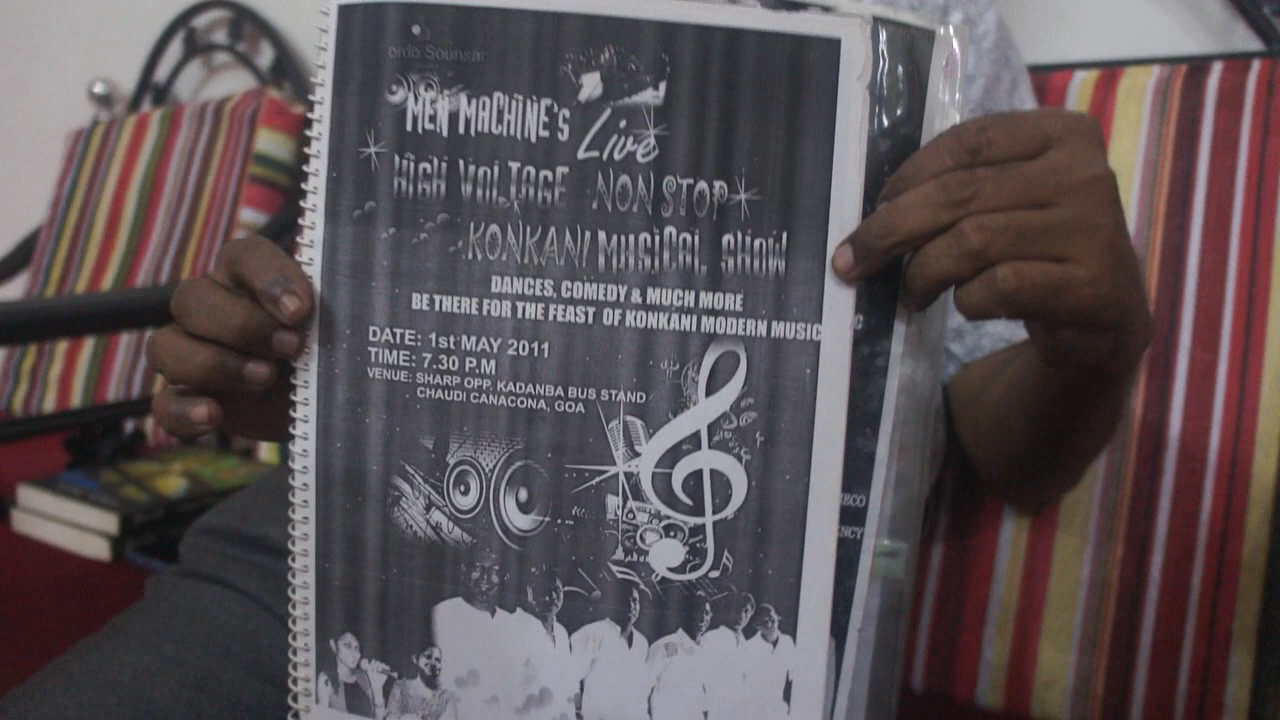 ordo Sounsar
MEN MACHINE'S Live
HIGH VOLTAGE NON STOP
KONKANI MUSICAL SHOW
DANCES, COMEDY & MUCH MORE
BE THERE FOR THE FEAST OF KONKANI MODERN MUSIC
DATE: 1st MAY 2011
TIME: 7.30 P.M
VENUE: SHARP OPP. KADANBA BUS STAND
CHAUDI CANACONA, GOA